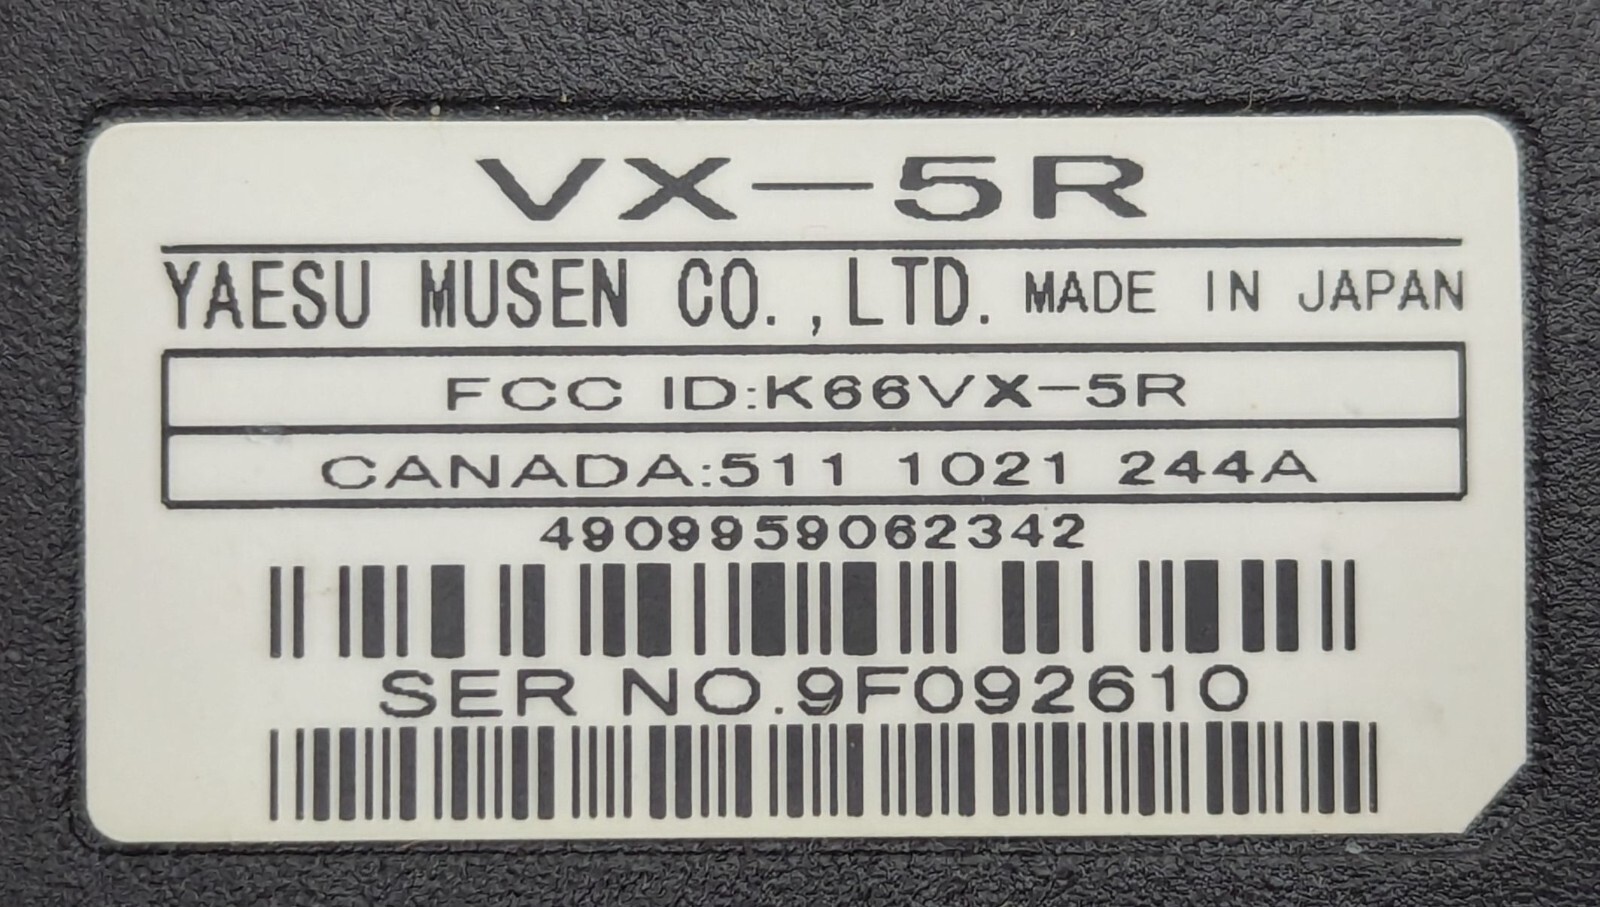 VX-5R
YAESU MUSEN CO.,LTD. MADE IN JAPAN
FCC ID:K66VX-5R
CANADA:511 1021 244A
4909959062342
SER NO.9F092610